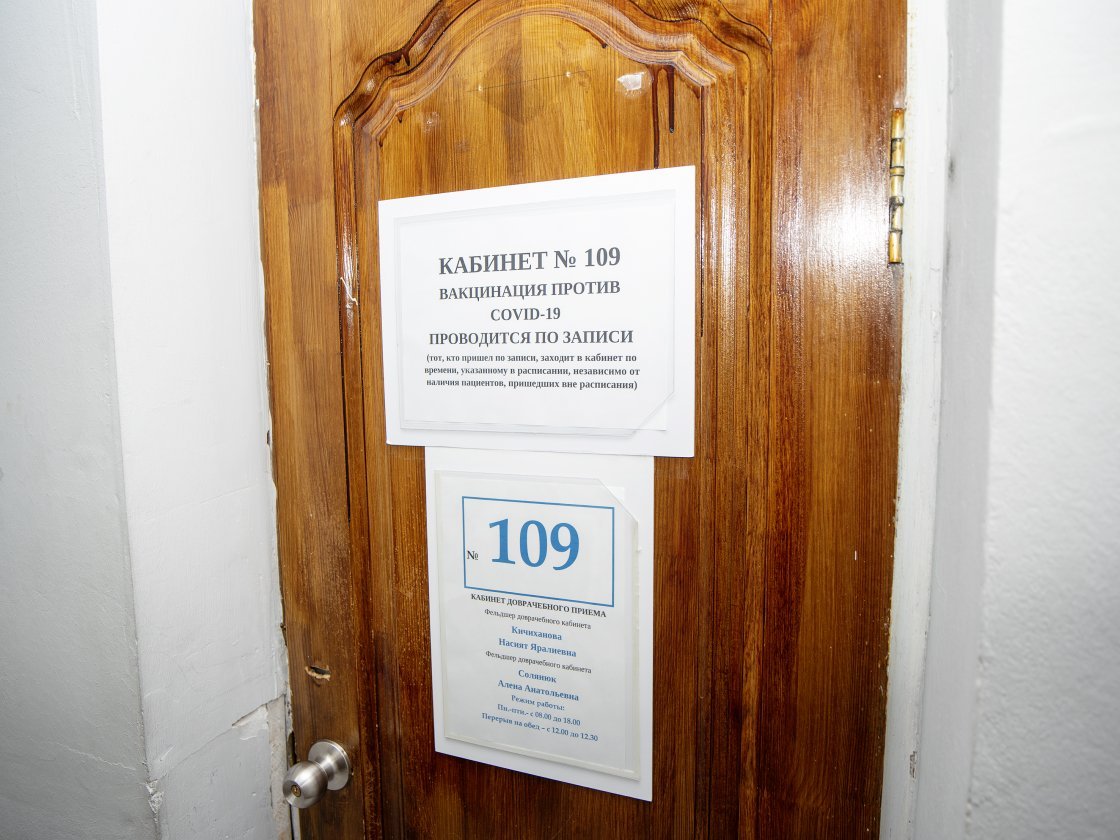 КАБИНЕТ № 109
ВАКЦИНАЦИЯ ПРОТИВ
COVID-19
ПРОВОДИТСЯ ПО ЗАПИСИ
(тот, кто пришел по записи, заходит в кабинет по
времени, указанному в расписании, независимо от
наличия пациентов, пришедших вне расписания)
№ 109
КАБИНЕТ ДОВРАЧЕБНОГО ПРИЕМА
Фельдшер доврачебного кабинета
Кичиханова
Насият Яралиевна
Фельдшер доврачебного кабинета
Солянюк
Алена Анатольевна
Режим работы:
Пн.-птн.- с 08.00 до 18.00
Перерыв на обед – с 12.00 до 12.30